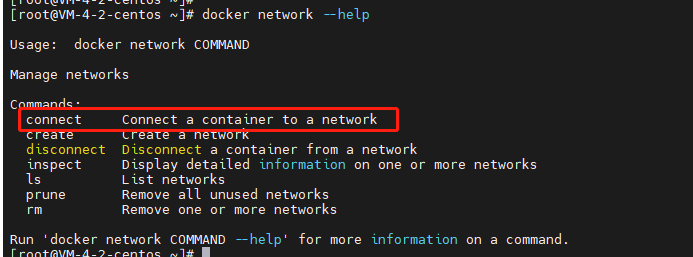 [root@VM-4-2-centos ~]#
[root@VM-4-2-centos ~]# docker network --help
Usage:  docker network COMMAND
Manage networks
Commands:
  connect     Connect a container to a network
  create      Create a network
  disconnect  Disconnect a container from a network
  inspect     Display detailed information on one or more networks
  ls          List networks
  prune       Remove all unused networks
  rm          Remove one or more networks
Run 'docker network COMMAND --help' for more information on a command.
[root@VM-4-2-centos ~]#